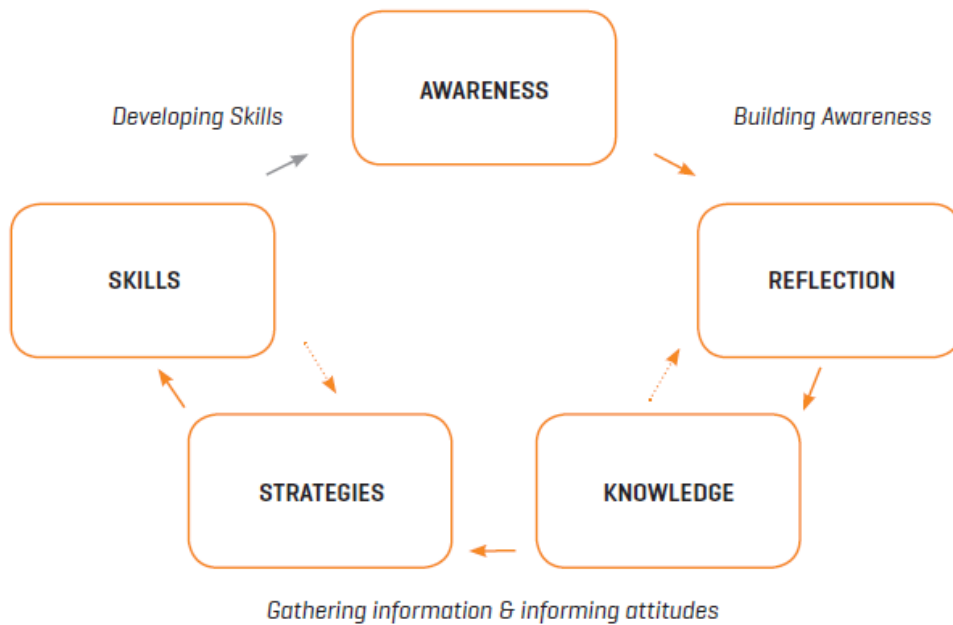 AWARENESS
Developing Skills
Building Awareness
SKILLS
REFLECTION
STRATEGIES
KNOWLEDGE
Gathering information & informing attitudes